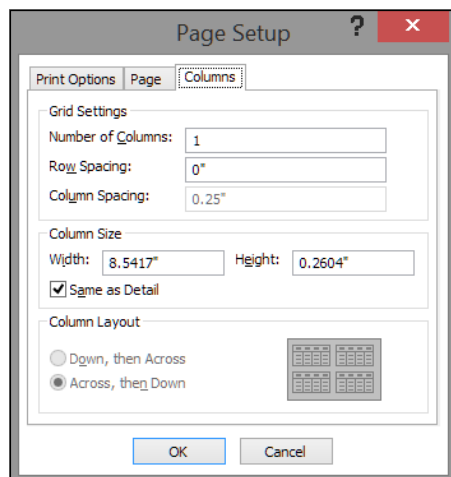 Page Setup ?
Print Options Page Columns
Grid Settings
Number of Columns: 1
Row Spacing: 0"
Column Spacing: 0.25"
Column Size
Width: 8.5417" Height: 0.2604"
Same as Detail
Column Layout
Down, then Across
Across, then Down
OK Cancel